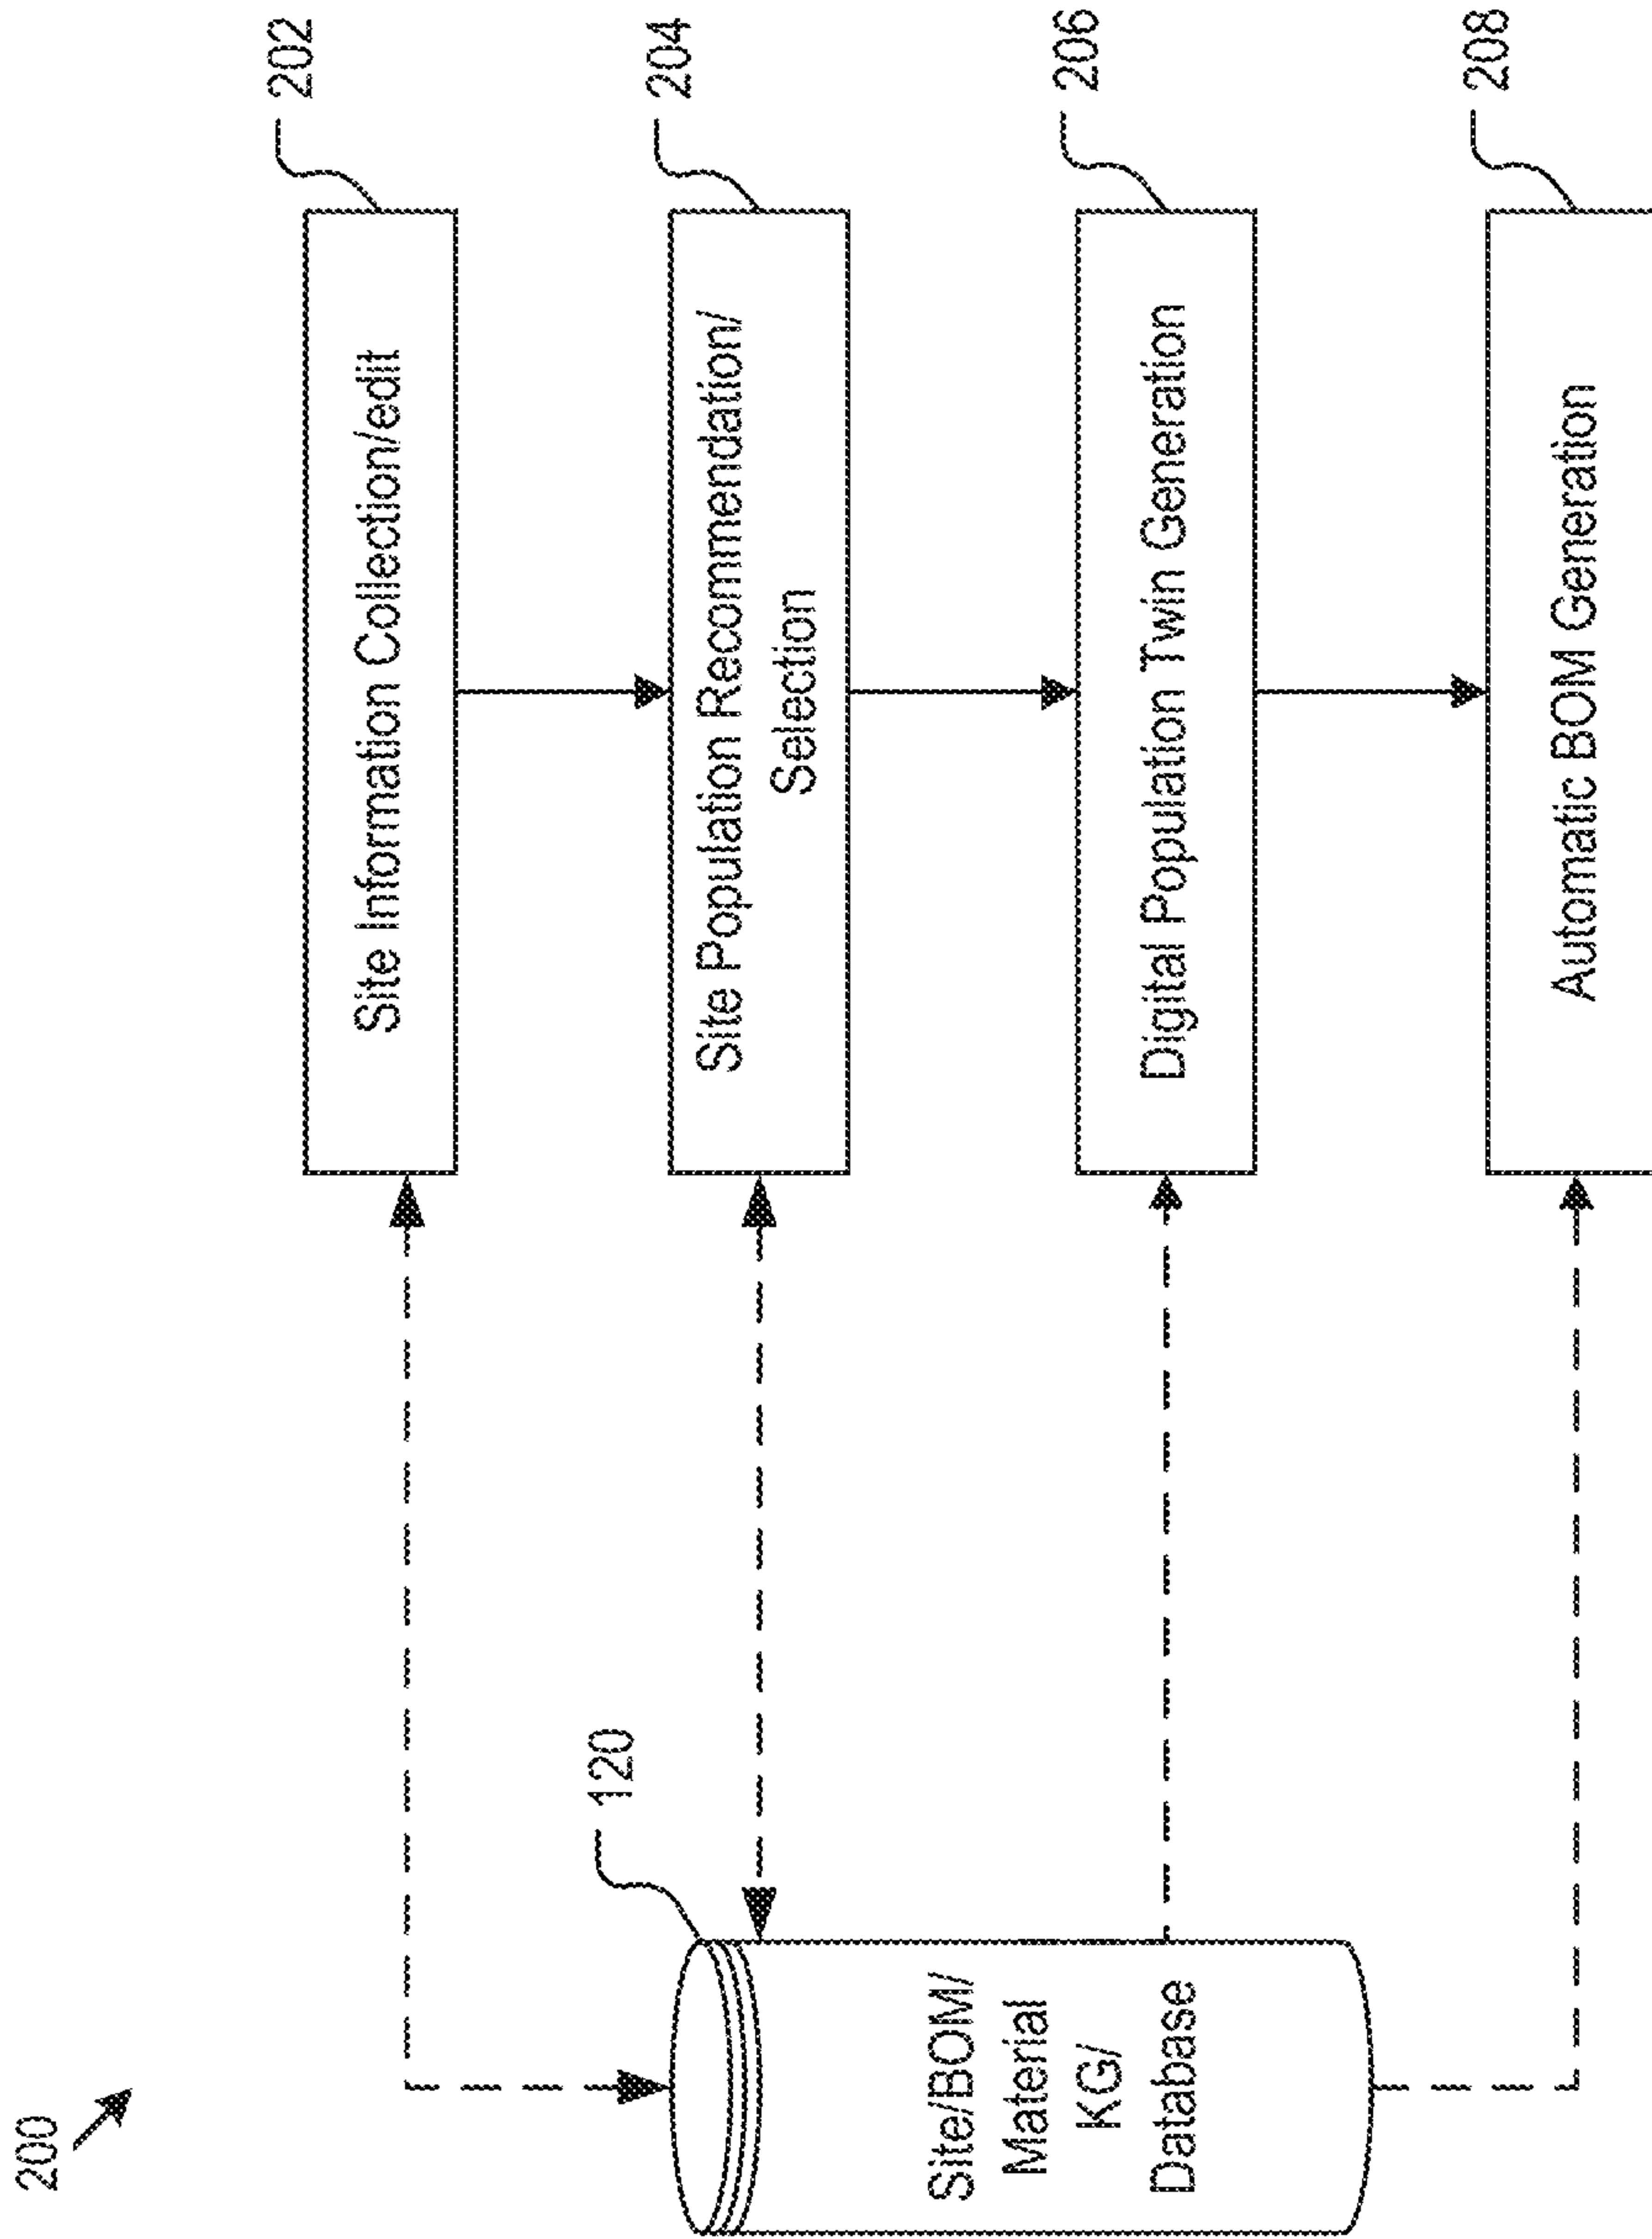 200
202
Site Information Collection/edit
204
Site Population Recommendation/
Selection
120
Site/BOM/
Material
KG/
Database
206
Digital Population Twin Generation
208
Automatic BOM Generation